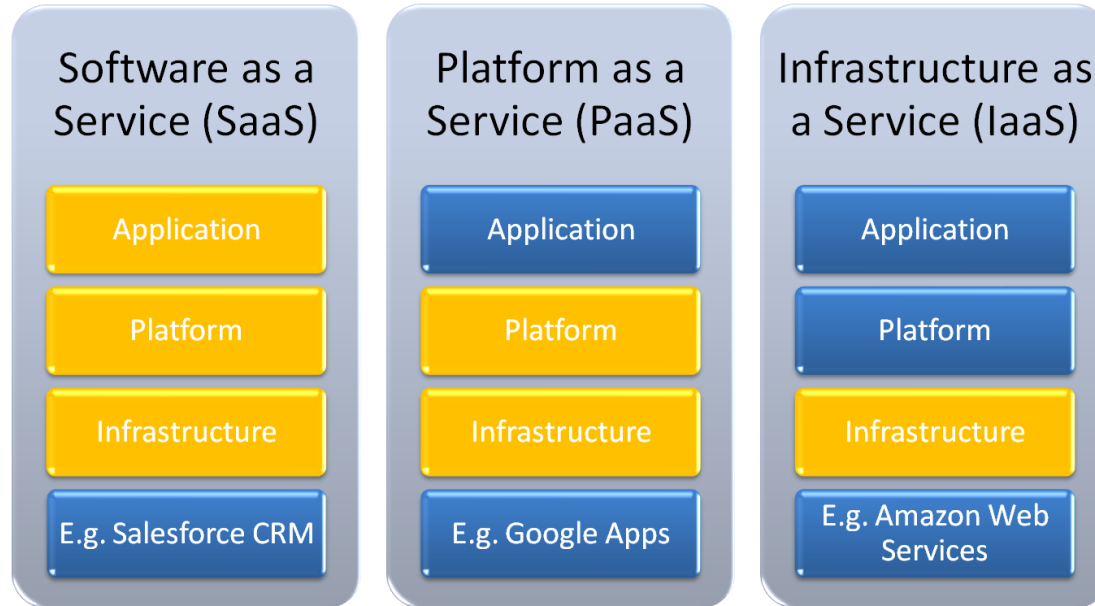 Software as a
Service (SaaS)
Application
Platform
Infrastructure
E.g. Salesforce CRM
Platform as a
Service (PaaS)
Application
Platform
Infrastructure
E.g. Google Apps
Infrastructure as
a Service (IaaS)
Application
Platform
Infrastructure
E.g. Amazon Web
Services